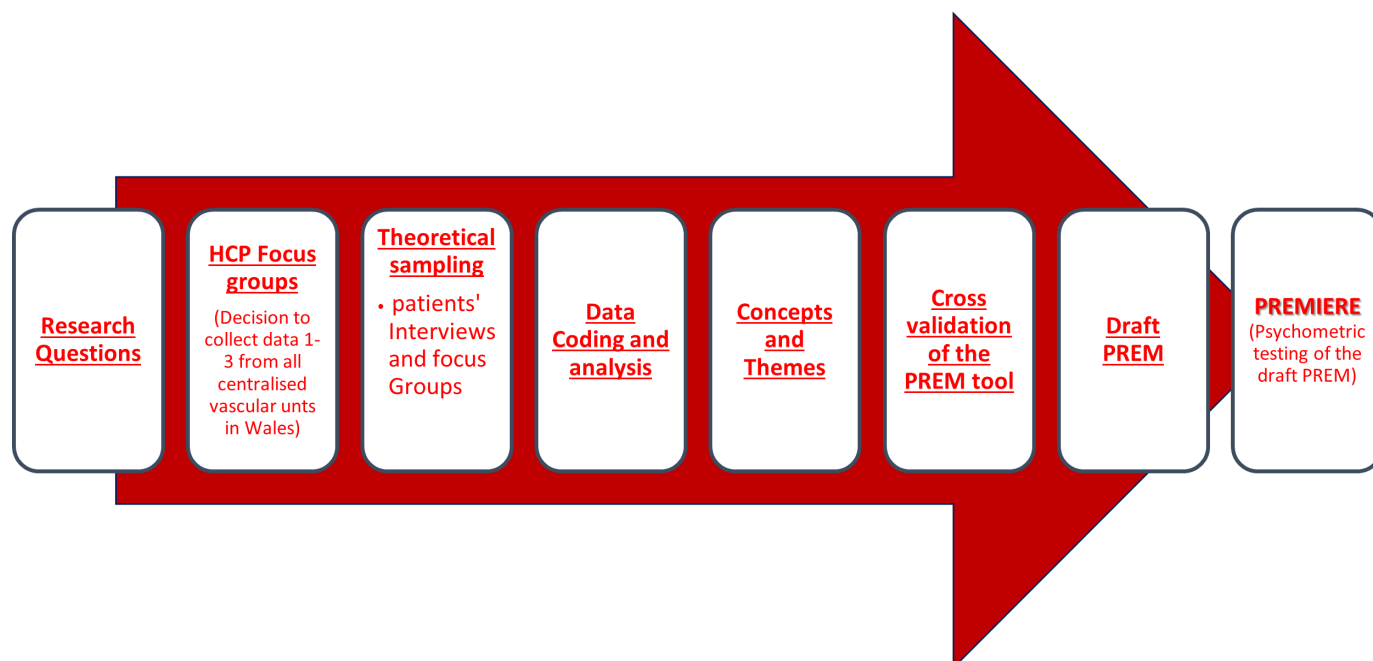 Research
Questions
HCP Focus
groups
(Decision to
collect data 1-
3 from all
centralised
vascular unts
in Wales)
Theoretical
sampling
• patients'
Interviews
and focus
Groups
Data
Coding and
analysis
Concepts
and
Themes
Cross
validation
of the
PREM tool
Draft
PREM
PREMIERE
(Psychometric
testing of the
draft PREM)